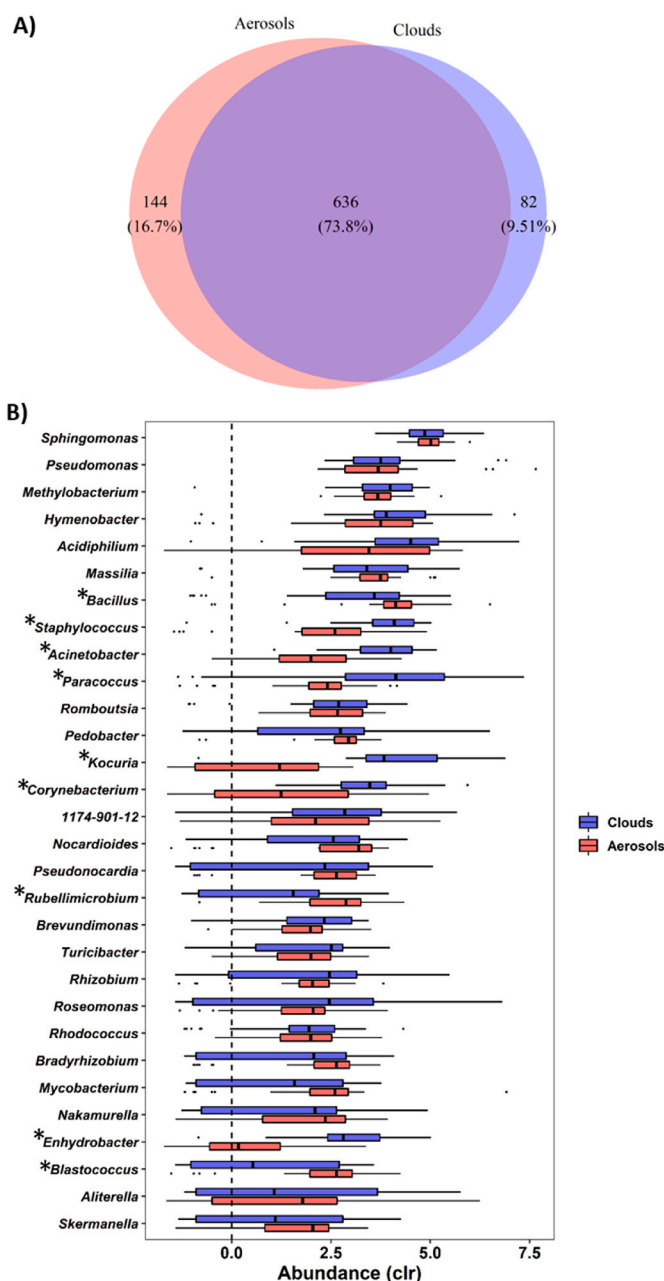 A)
Aerosols
Clouds
144
(16.7%)
636
(73.8%)
82
(9.51%)
B)
Sphingomonas
Pseudomonas
Methylobacterium
Hymenobacter
Acidiphilium
Massilia
*Bacillus
*Staphylococcus
*Acinetobacter
*Paracoccus
Romboutsia
Pedobacter
*Kocuria
*Corynebacterium
1174-901-12
Nocardioides
Pseudonocardia
*Rubellimicrobium
Brevundimonas
Turicibacter
Rhizobium
Roseomonas
Rhodococcus
Bradyrhizobium
Mycobacterium
Nakamurella
*Enhydrobacter
*Blastococcus
Aliterella
Skermanella
Clouds
Aerosols
0.0 2.5 5.0 7.5
Abundance (clr)